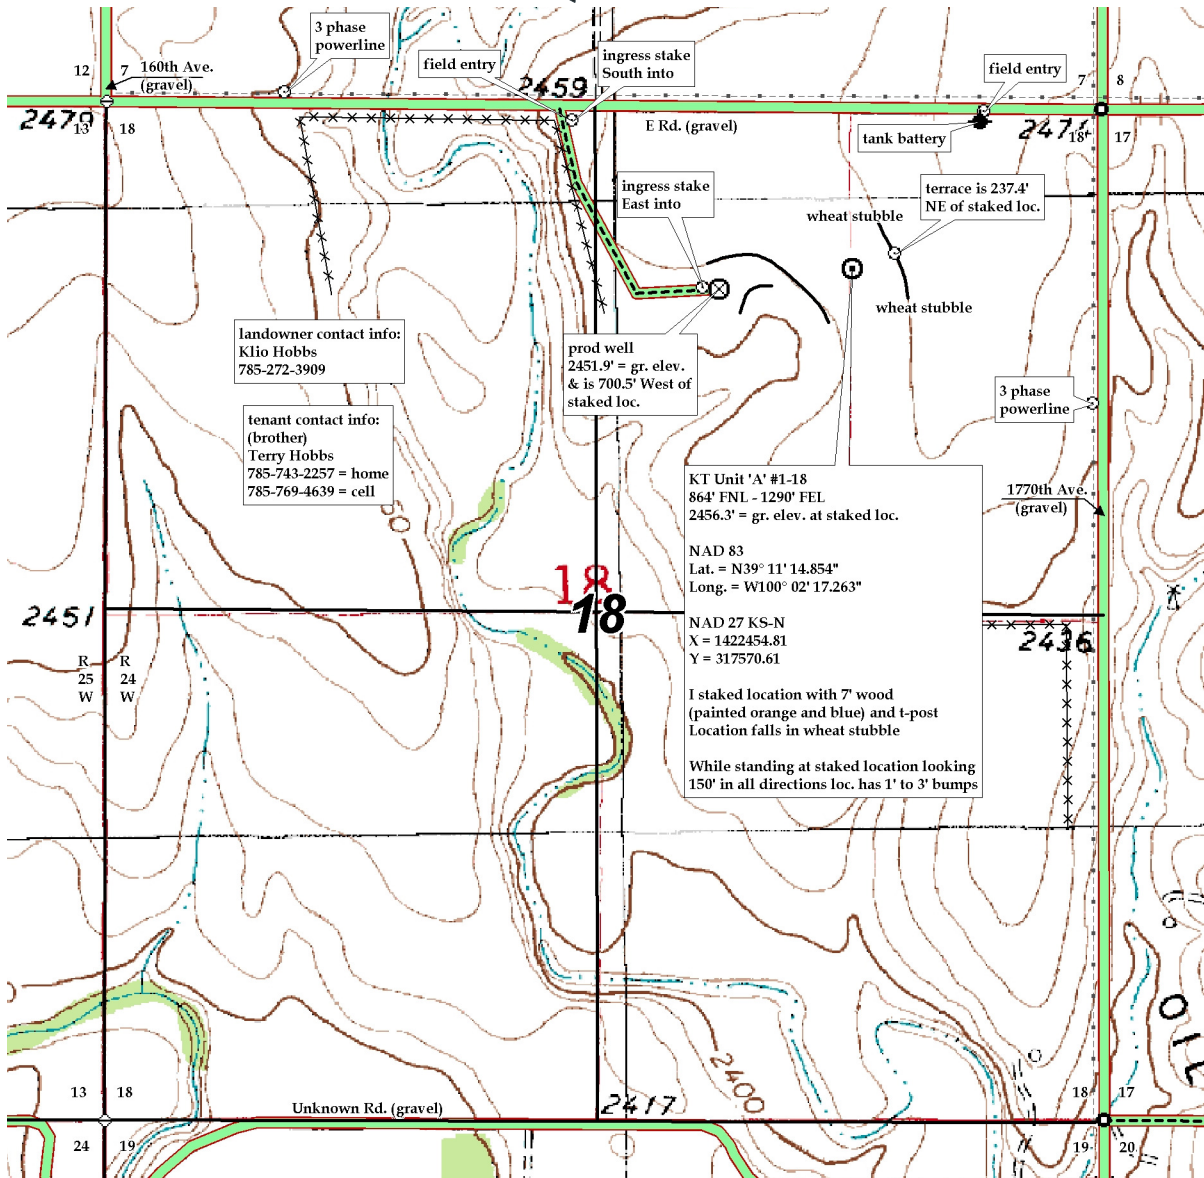 3 phase
powerline
field entry
ingress stake
South into
field entry
12
7
160th Ave.
(gravel)
2459
7
8
2479
13
18
E Rd. (gravel)
tank battery
2471
18
17
ingress stake
East into
terrace is 237.4'
NE of staked loc.
wheat stubble
wheat stubble
landowner contact info:
Klio Hobbs
785-272-3909
prod well
2451.9' = gr. elev.
& is 700.5' West of
staked loc.
3 phase
powerline
tenant contact info:
(brother)
Terry Hobbs
785-743-2257 = home
785-769-4639 = cell
KT Unit 'A' #1-18
864' FNL - 1290' FEL
2456.3' = gr. elev. at staked loc.
NAD 83
Lat. = N39° 11' 14.854"
Long. = W100° 02' 17.263"
NAD 27 KS-N
X = 1422454.81
Y = 317570.61
I staked location with 7' wood
(painted orange and blue) and t-post
Location falls in wheat stubble
While standing at staked location looking
150' in all directions loc. has 1' to 3' bumps
1770th Ave.
(gravel)
18
18
2451
2436
R
25
W
R
24
W
2400
13
18
Unknown Rd. (gravel)
2417
18
17
24
19
19
20